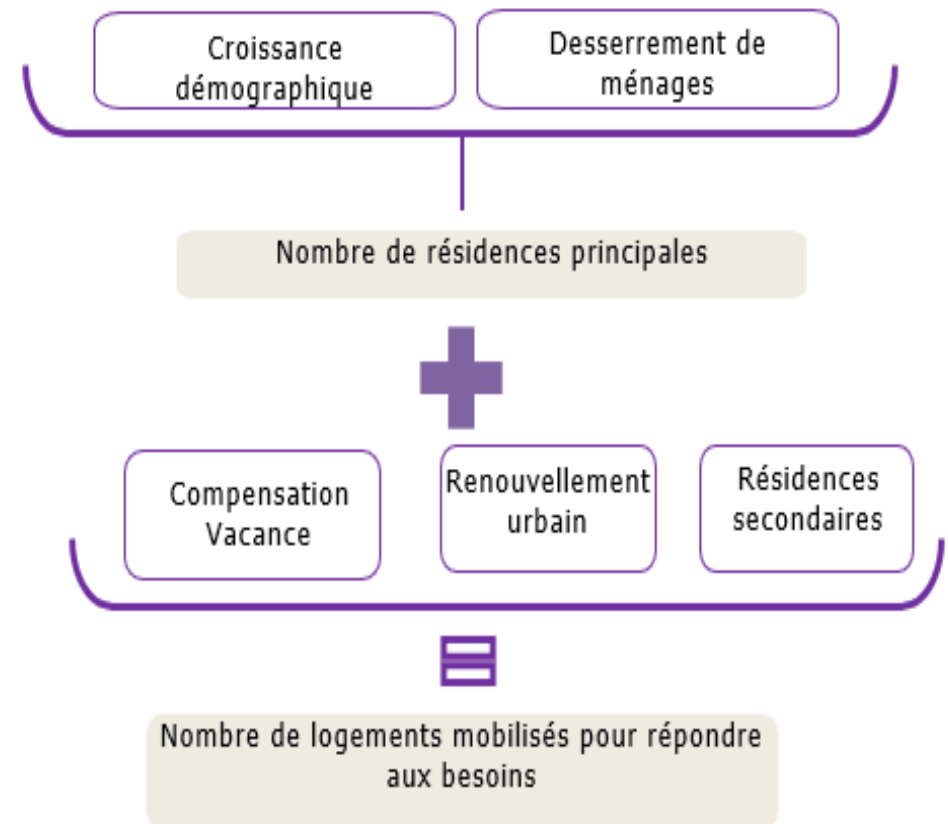 Croissance
démographique
Desserrement de
ménages
Nombre de résidences principales
Compensation
Vacance
Renouvellement
urbain
Résidences
secondaires
Nombre de logements mobilisés pour répondre
aux besoins